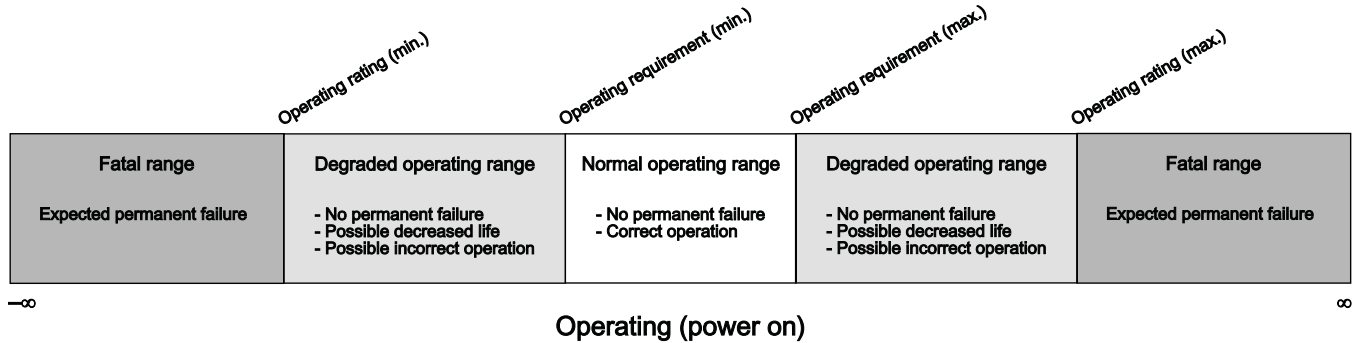 Operating rating (min.)
Operating requirement (min.)
Operating requirement (max.)
Operating rating (max.)
Fatal range
Expected permanent failure
Degraded operating range
- No permanent failure
- Possible decreased life
- Possible incorrect operation
Normal operating range
- No permanent failure
- Correct operation
Degraded operating range
- No permanent failure
- Possible decreased life
- Possible incorrect operation
Fatal range
Expected permanent failure
–∞
∞
Operating (power on)